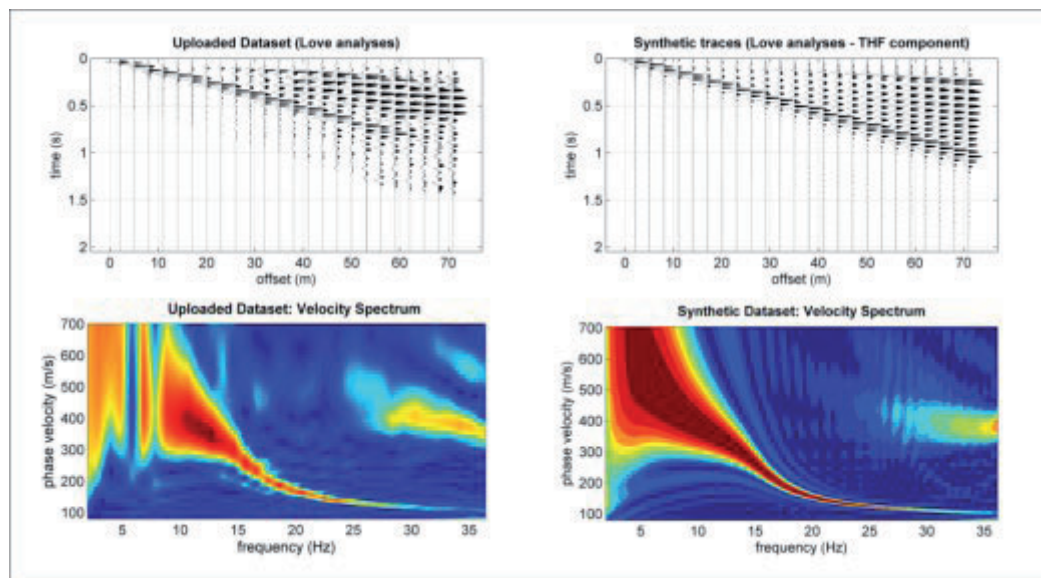 Uploaded Dataset (Love analyses)
0
0.5
1
1.5
2
time (s)
0 10 20 30 40 50 60 70
offset (m)
Synthetic traces (Love analyses - THF component)
0
0.5
1
1.5
2
time (s)
0 10 20 30 40 50 60 70
offset (m)
Uploaded Dataset: Velocity Spectrum
700
600
500
400
300
200
100
phase velocity (m/s)
5 10 15 20 25 30 35
frequency (Hz)
Synthetic Dataset: Velocity Spectrum
700
600
500
400
300
200
100
phase velocity (m/s)
5 10 15 20 25 30 35
frequency (Hz)